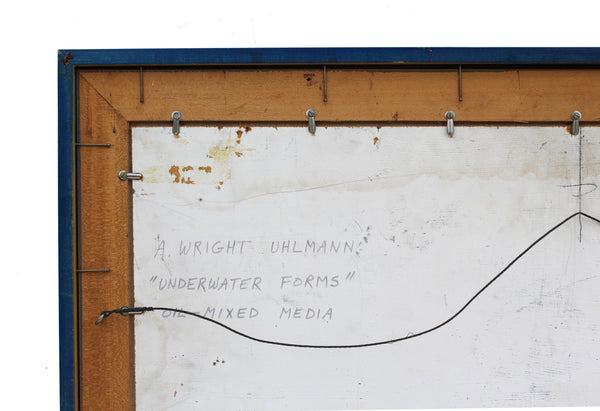 A. WRIGHT UHLMANN
"UNDERWATER FORMS"
OIL-MIXED MEDIA